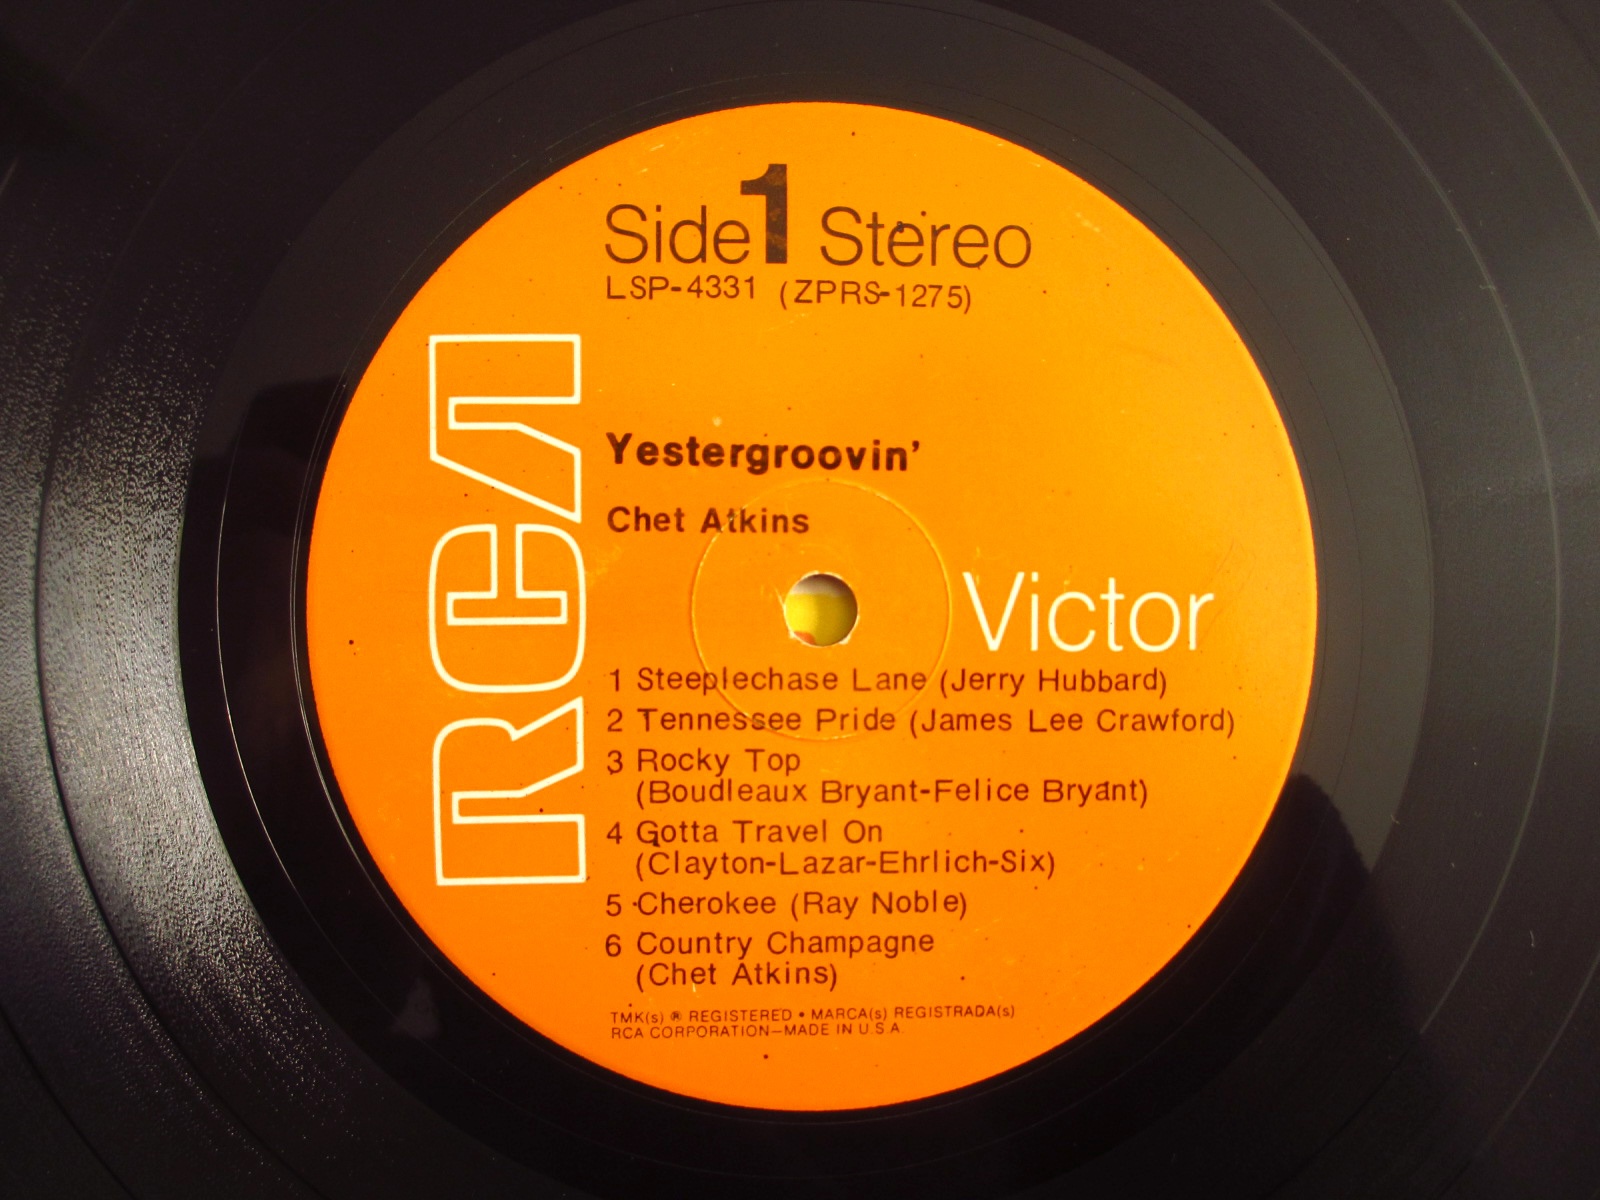 Side 1 Stereo
LSP-4331 (ZPRS-1275)
RCA
Yestergroovin'
Chet Atkins
Victor
1 Steeplechase Lane (Jerry Hubbard)
2 Tennessee Pride (James Lee Crawford)
3 Rocky Top
(Boudleaux Bryant-Felice Bryant)
4 Gotta Travel On
(Clayton-Lazar-Ehrlich-Six)
5 Cherokee (Ray Noble)
6 Country Champagne
(Chet Atkins)
TMK(s) ® REGISTERED • MARCA(s) REGISTRADA(s)
RCA CORPORATION—MADE IN U.S.A.